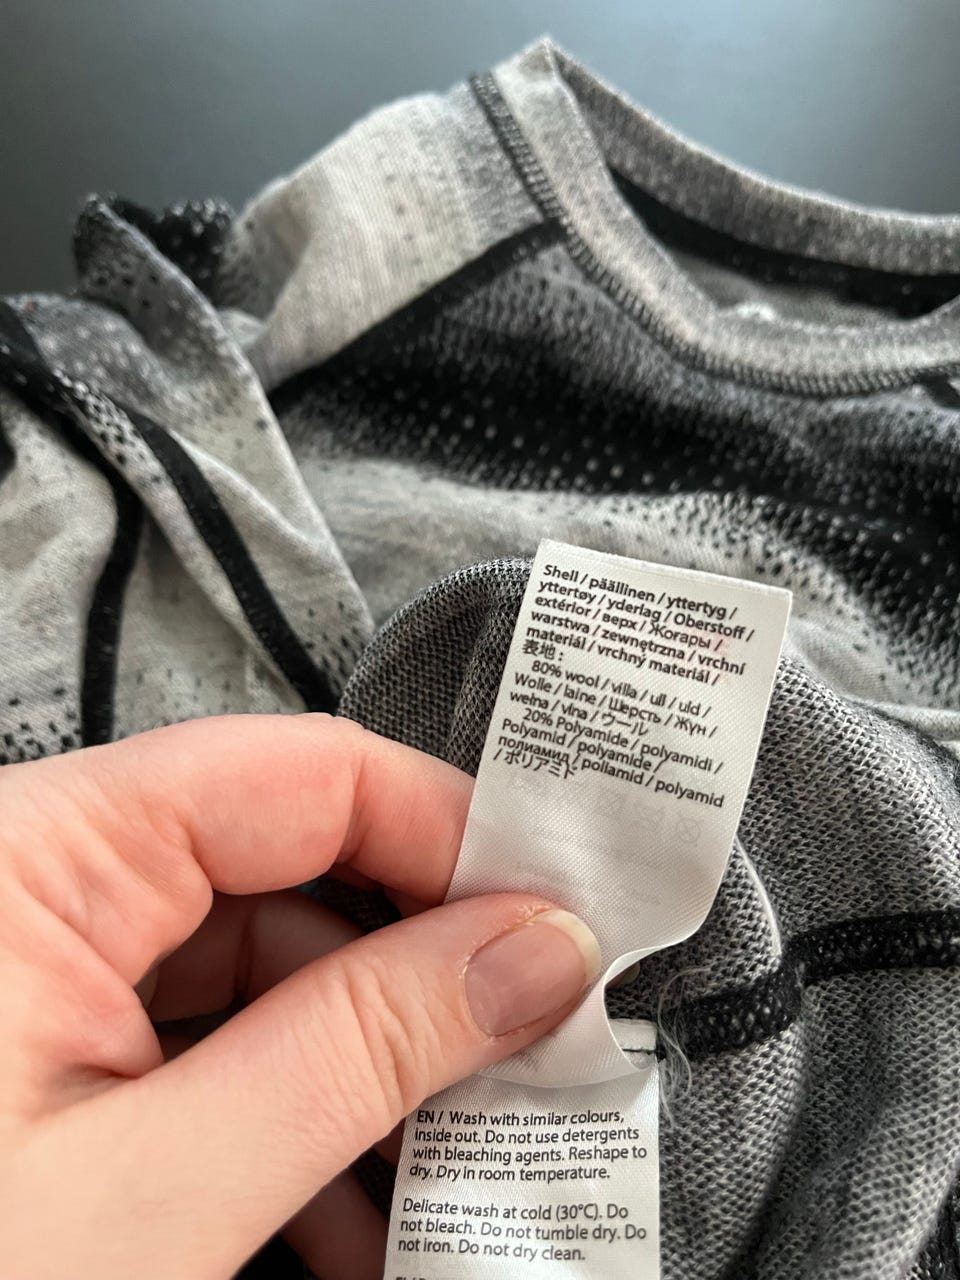 Shell / päällinen / yttertyg /
yttertøy / yderlag / Oberstoff /
extérior / верх / Жоғары /
warstwa / zewnętrzna / vrchní
materiál / vrchný materiál /
表地 :
80% wool / villa / ull / uld /
Wolle / laine / Шерсть / Жүн /
wełna / vlna / ウール
20% Polyamide / polyamidi /
Polyamid / polyamide /
полиамид / poliamid / polyamid
/ ポリアミド
EN / Wash with similar colours,
inside out. Do not use detergents
with bleaching agents. Reshape to
dry. Dry in room temperature.
Delicate wash at cold (30°C). Do
not bleach. Do not tumble dry. Do
not iron. Do not dry clean.